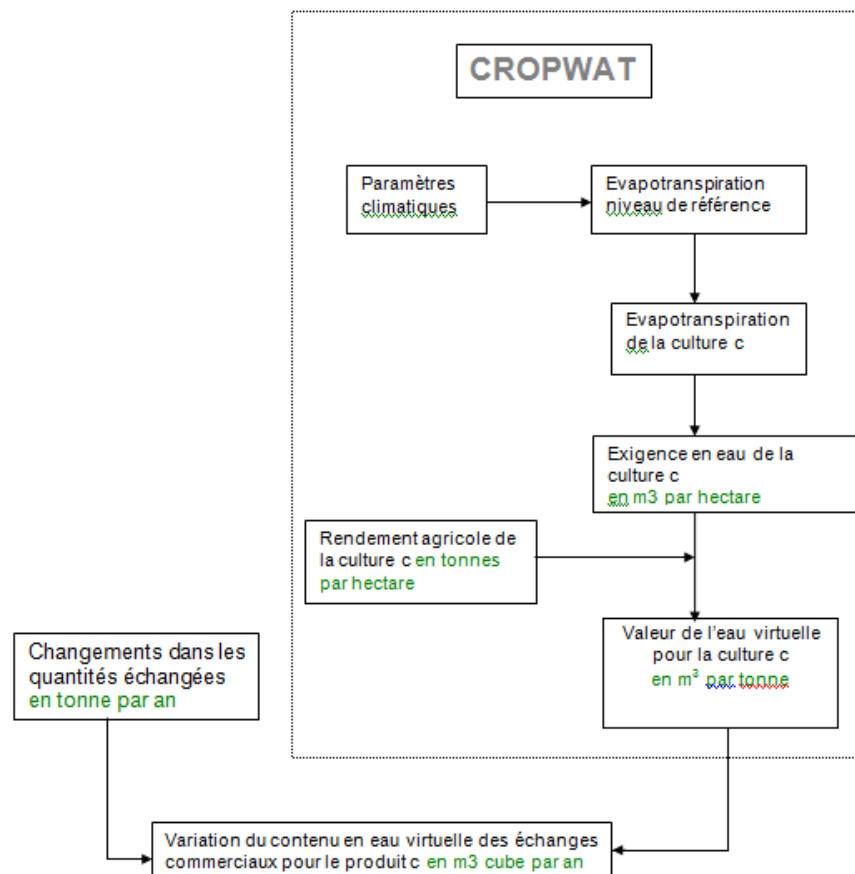 CROPWAT
Paramètres
climatiques
Evapotranspiration
niveau de référence
Evapotranspiration
de la culture c
Exigence en eau de la
culture c
en m3 par hectare
Rendement agricole de
la culture c en tonnes
par hectare
Valeur de l'eau virtuelle
pour la culture c
en m³ par tonne
Changements dans les
quantités échangées
en tonne par an
Variation du contenu en eau virtuelle des échanges
commerciaux pour le produit c en m3 cube par an